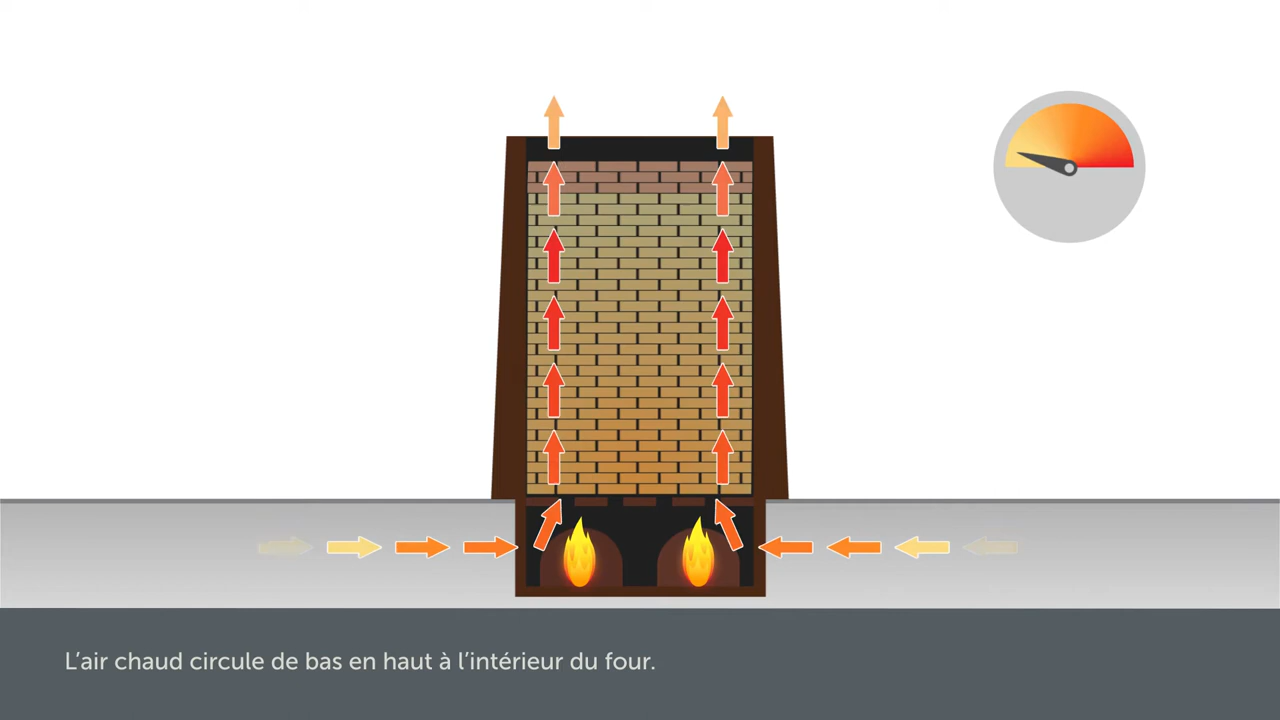 L’air chaud circule de bas en haut à l’intérieur du four.